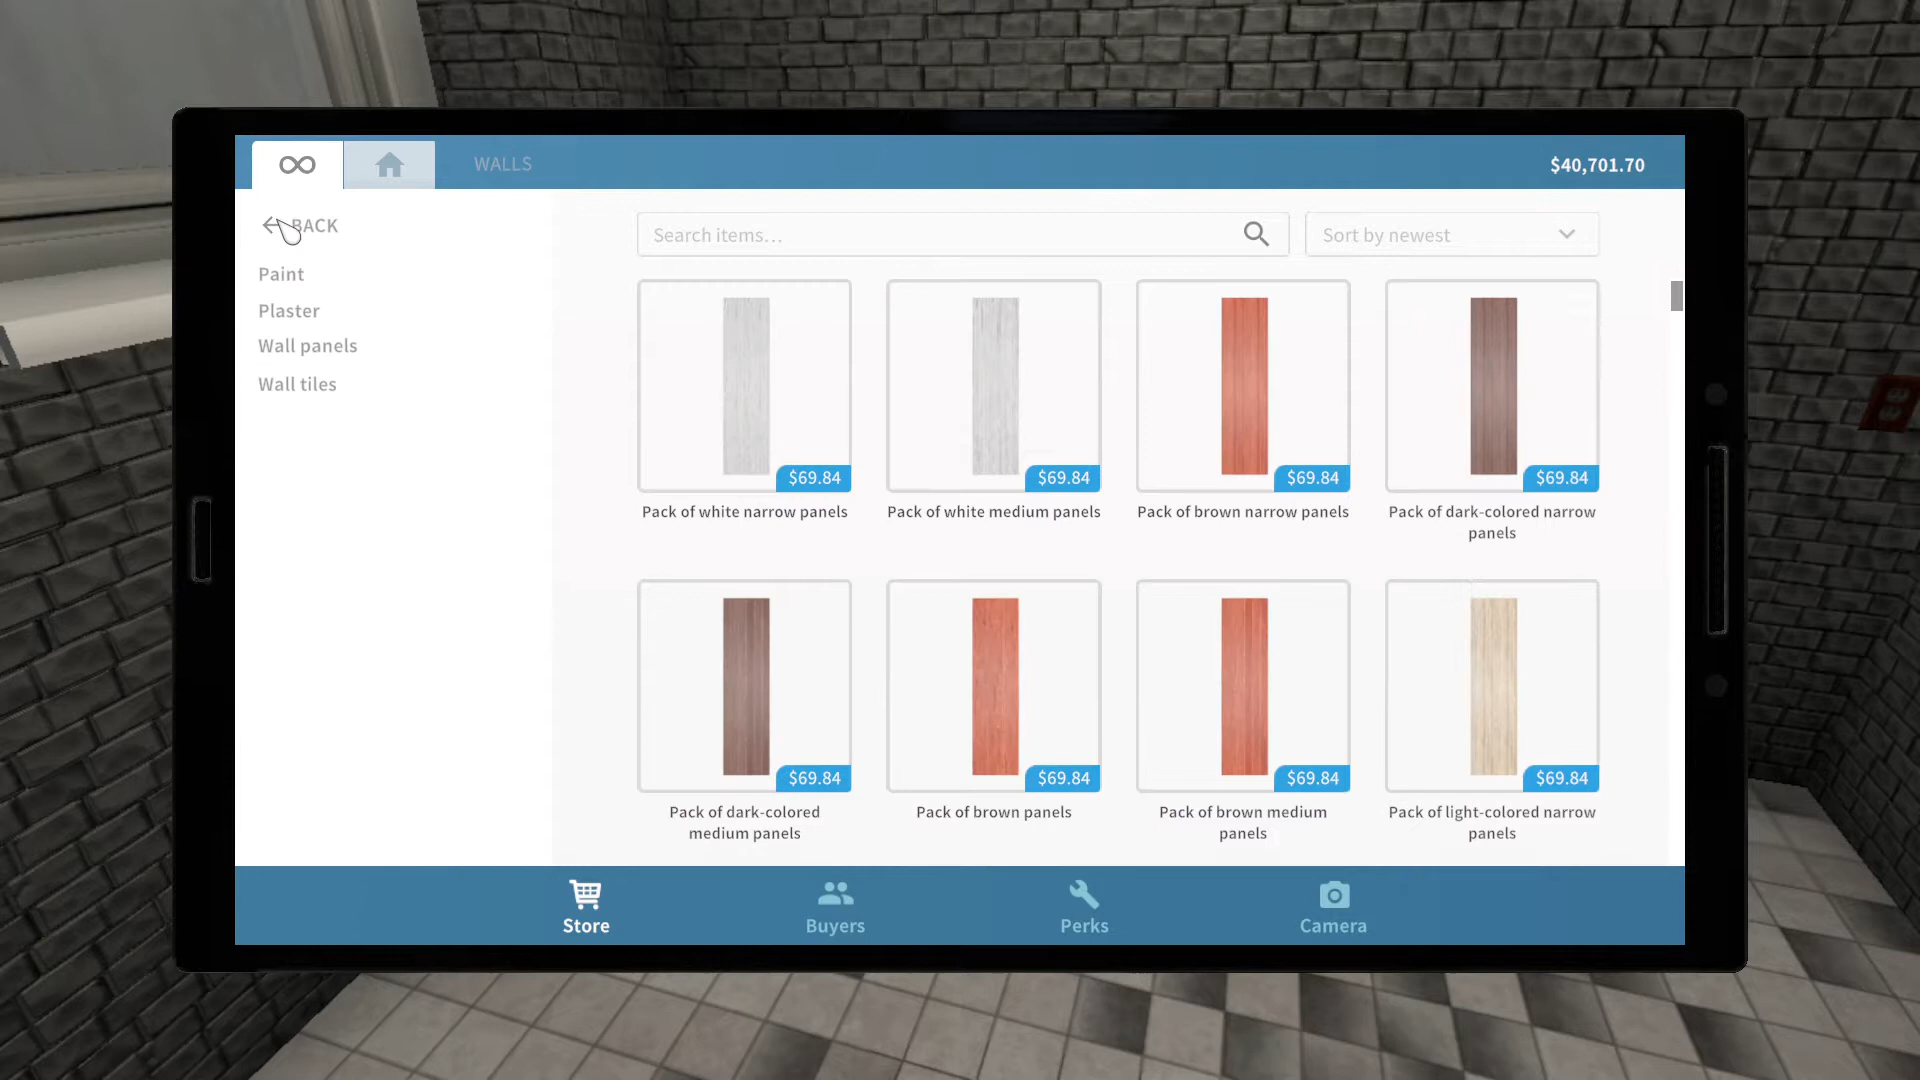 WALLS
$40,701.70
BACK
Search items...
Sort by newest
Paint
Plaster
Wall panels
Wall tiles
$69.84
$69.84
$69.84
$69.84
Pack of white narrow panels
Pack of white medium panels
Pack of brown narrow panels
Pack of dark-colored narrow
panels
$69.84
$69.84
$69.84
$69.84
Pack of dark-colored
medium panels
Pack of brown panels
Pack of brown medium
panels
Pack of light-colored narrow
panels
Store
Buyers
Perks
Camera